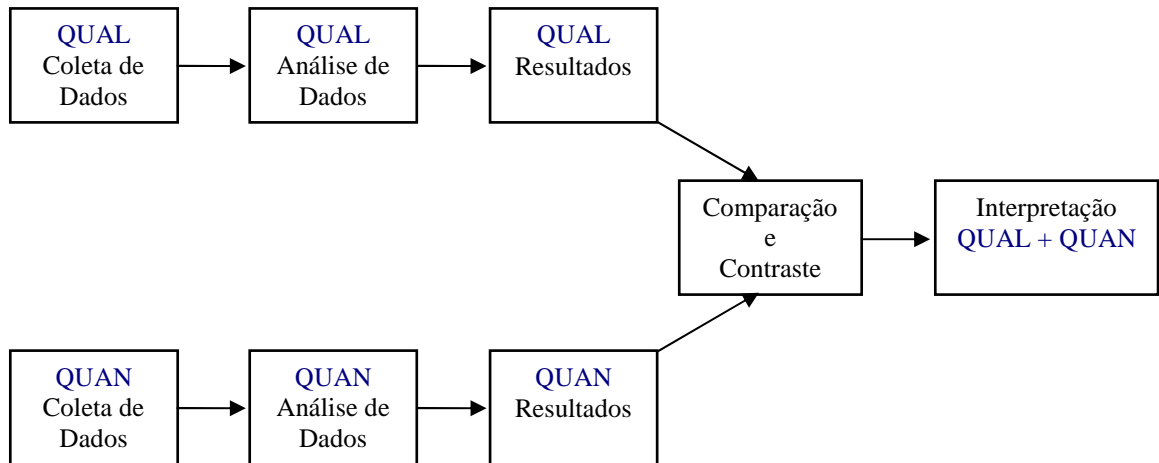 QUAL
Coleta de
Dados
QUAL
Análise de
Dados
QUAL
Resultados
Comparação
e
Contraste
Interpretação
QUAL + QUAN
QUAN
Coleta de
Dados
QUAN
Análise de
Dados
QUAN
Resultados